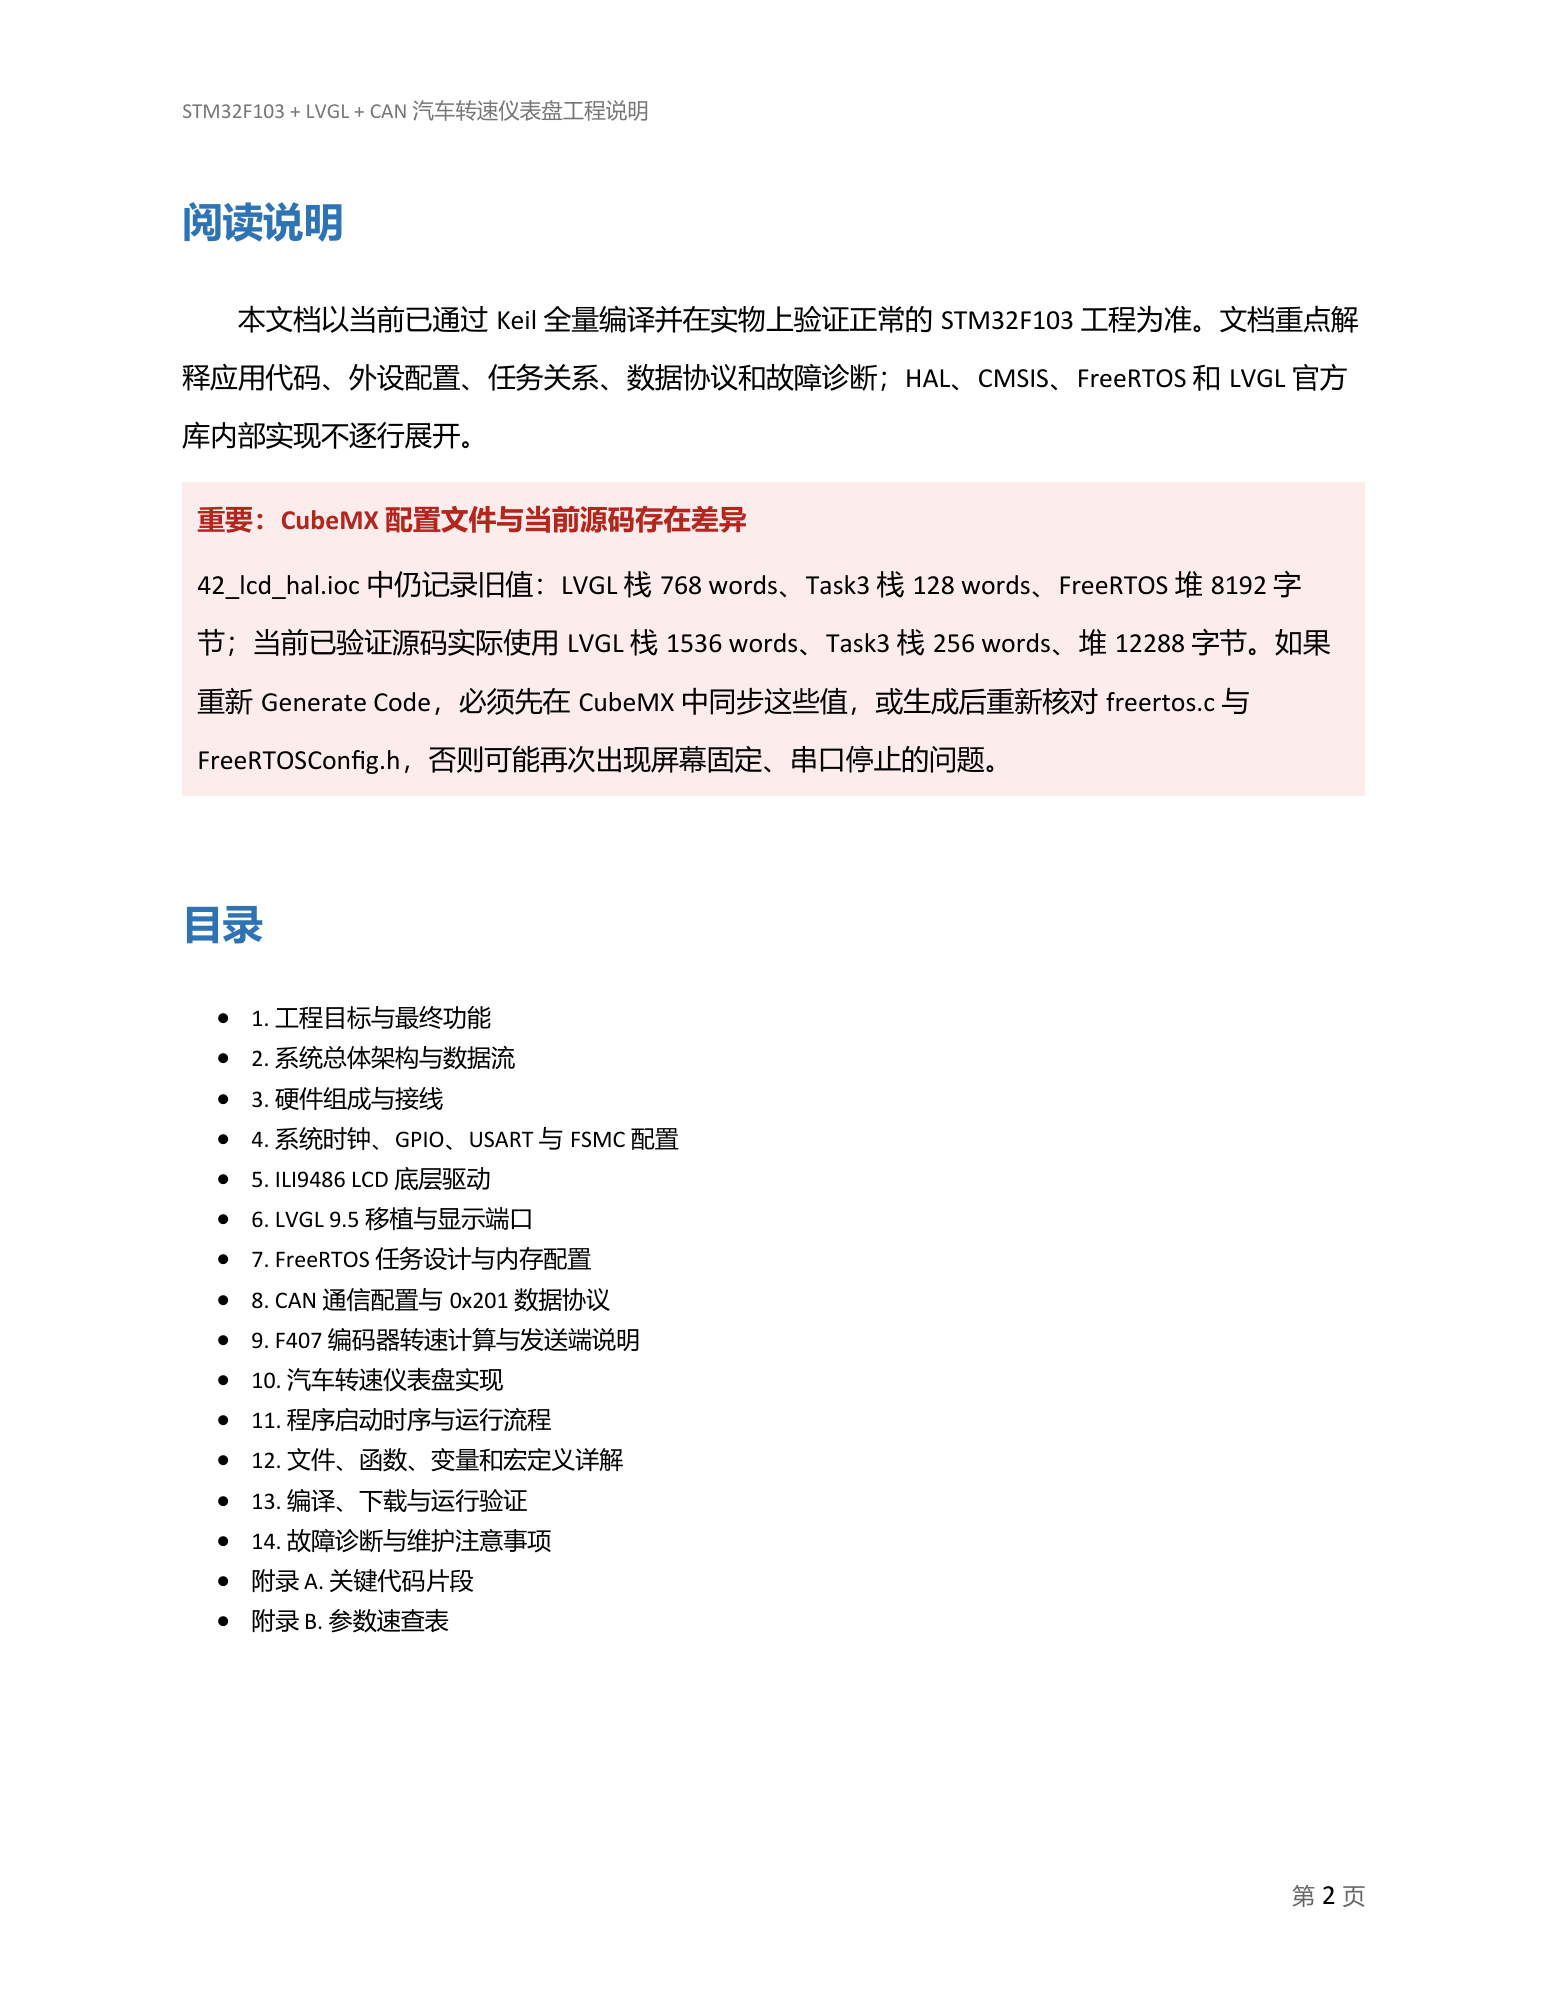 STM32F103 + LVGL + CAN 汽车转速仪表盘工程说明
阅读说明
本文档以当前已通过 Keil 全量编译并在实物上验证正常的 STM32F103 工程为准。文档重点解
释应用代码、外设配置、任务关系、数据协议和故障诊断；HAL、CMSIS、FreeRTOS 和 LVGL 官方
库内部实现不逐行展开。
重要：CubeMX 配置文件与当前源码存在差异
42_lcd_hal.ioc 中仍记录旧值：LVGL 栈 768 words、Task3 栈 128 words、FreeRTOS 堆 8192 字
节；当前已验证源码实际使用 LVGL 栈 1536 words、Task3 栈 256 words、堆 12288 字节。如果
重新 Generate Code，必须先在 CubeMX 中同步这些值，或生成后重新核对 freertos.c 与
FreeRTOSConfig.h，否则可能再次出现屏幕固定、串口停止的问题。
目录
• 1. 工程目标与最终功能
• 2. 系统总体架构与数据流
• 3. 硬件组成与接线
• 4. 系统时钟、GPIO、USART 与 FSMC 配置
• 5. ILI9486 LCD 底层驱动
• 6. LVGL 9.5 移植与显示端口
• 7. FreeRTOS 任务设计与内存配置
• 8. CAN 通信配置与 0x201 数据协议
• 9. F407 编码器转速计算与发送端说明
• 10. 汽车转速仪表盘实现
• 11. 程序启动时序与运行流程
• 12. 文件、函数、变量和宏定义详解
• 13. 编译、下载与运行验证
• 14. 故障诊断与维护注意事项
• 附录 A. 关键代码片段
• 附录 B. 参数速查表
第 2 页